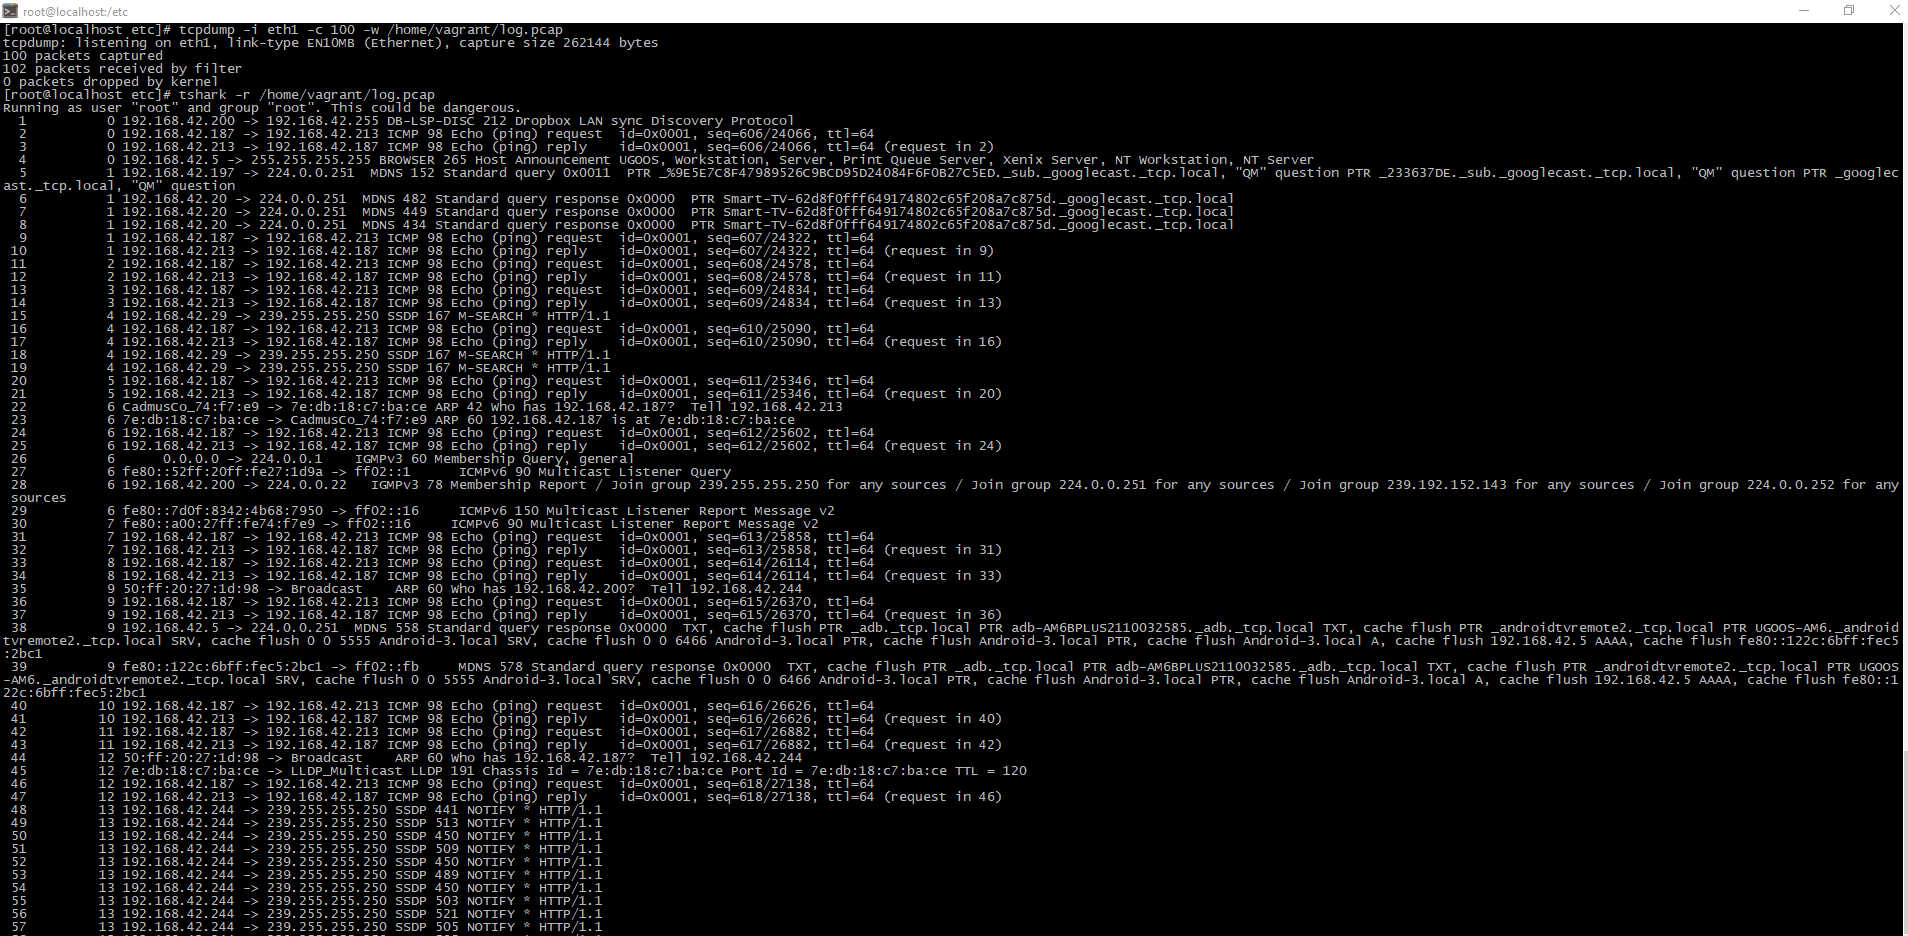 root@localhost:/etc
[root@localhost etc]# tcpdump -i eth1 -c 100 -w /home/vagrant/log.pcap
tcpdump: listening on eth1, link-type EN10MB (Ethernet), capture size 262144 bytes
100 packets captured
102 packets received by filter
0 packets dropped by kernel
[root@localhost etc]# tshark -r /home/vagrant/log.pcap
Running as user "root" and group "root". This could be dangerous.
1 0 192.168.42.200 -> 192.168.42.255 DB-LSP-DISC 212 Dropbox LAN sync Discovery Protocol
2 0 192.168.42.187 -> 192.168.42.213 ICMP 98 Echo (ping) request id=0x0001, seq=606/24066, ttl=64
3 0 192.168.42.213 -> 192.168.42.187 ICMP 98 Echo (ping) reply id=0x0001, seq=606/24066, ttl=64 (request in 2)
4 0 192.168.42.5 -> 255.255.255.255 BROWSER 265 Host Announcement UGOOS, Workstation, Server, Print Queue Server, Xenix Server, NT Workstation, NT Server
5 1 192.168.42.197 -> 224.0.0.251 MDNS 152 Standard query 0x0011 PTR _%9E5E7C8F47989526C9BCD95D24084F6F0B27C5ED._sub._googlecast._tcp.local, "QM" question PTR _233637DE._sub._googlecast._tcp.local, "QM" question PTR _googlec
ast._tcp.local, "QM" question
6 1 192.168.42.20 -> 224.0.0.251 MDNS 482 Standard query response 0x0000 PTR Smart-TV-62d8f0fff649174802c65f208a7c875d._googlecast._tcp.local
7 1 192.168.42.20 -> 224.0.0.251 MDNS 449 Standard query response 0x0000 PTR Smart-TV-62d8f0fff649174802c65f208a7c875d._googlecast._tcp.local
8 1 192.168.42.20 -> 224.0.0.251 MDNS 434 Standard query response 0x0000 PTR Smart-TV-62d8f0fff649174802c65f208a7c875d._googlecast._tcp.local
9 1 192.168.42.187 -> 192.168.42.213 ICMP 98 Echo (ping) request id=0x0001, seq=607/24322, ttl=64
10 1 192.168.42.213 -> 192.168.42.187 ICMP 98 Echo (ping) reply id=0x0001, seq=607/24322, ttl=64 (request in 9)
11 2 192.168.42.187 -> 192.168.42.213 ICMP 98 Echo (ping) request id=0x0001, seq=608/24578, ttl=64
12 2 192.168.42.213 -> 192.168.42.187 ICMP 98 Echo (ping) reply id=0x0001, seq=608/24578, ttl=64 (request in 11)
13 3 192.168.42.187 -> 192.168.42.213 ICMP 98 Echo (ping) request id=0x0001, seq=609/24834, ttl=64
14 3 192.168.42.213 -> 192.168.42.187 ICMP 98 Echo (ping) reply id=0x0001, seq=609/24834, ttl=64 (request in 13)
15 4 192.168.42.29 -> 239.255.255.250 SSDP 167 M-SEARCH * HTTP/1.1
16 4 192.168.42.187 -> 192.168.42.213 ICMP 98 Echo (ping) request id=0x0001, seq=610/25090, ttl=64
17 4 192.168.42.213 -> 192.168.42.187 ICMP 98 Echo (ping) reply id=0x0001, seq=610/25090, ttl=64 (request in 16)
18 4 192.168.42.29 -> 239.255.255.250 SSDP 167 M-SEARCH * HTTP/1.1
19 4 192.168.42.29 -> 239.255.255.250 SSDP 167 M-SEARCH * HTTP/1.1
20 5 192.168.42.187 -> 192.168.42.213 ICMP 98 Echo (ping) request id=0x0001, seq=611/25346, ttl=64
21 5 192.168.42.213 -> 192.168.42.187 ICMP 98 Echo (ping) reply id=0x0001, seq=611/25346, ttl=64 (request in 20)
22 6 CadmusCo_74:f7:e9 -> 7e:db:18:c7:ba:ce ARP 42 Who has 192.168.42.187? Tell 192.168.42.213
23 6 7e:db:18:c7:ba:ce -> CadmusCo_74:f7:e9 ARP 60 192.168.42.187 is at 7e:db:18:c7:ba:ce
24 6 192.168.42.187 -> 192.168.42.213 ICMP 98 Echo (ping) request id=0x0001, seq=612/25602, ttl=64
25 6 192.168.42.213 -> 192.168.42.187 ICMP 98 Echo (ping) reply id=0x0001, seq=612/25602, ttl=64 (request in 24)
26 6 0.0.0.0 -> 224.0.0.1 IGMPv3 60 Membership Query, general
27 6 fe80::52ff:20ff:fe27:1d9a -> ff02::1 ICMPv6 90 Multicast Listener Query
28 6 192.168.42.200 -> 224.0.0.22 IGMPv3 78 Membership Report / Join group 239.255.255.250 for any sources / Join group 224.0.0.251 for any sources / Join group 239.192.152.143 for any sources / Join group 224.0.0.252 for any
sources
29 6 fe80::7d0f:8342:4b68:7950 -> ff02::16 ICMPv6 150 Multicast Listener Report Message v2
30 7 fe80::a00:27ff:fe74:f7e9 -> ff02::16 ICMPv6 90 Multicast Listener Report Message v2
31 7 192.168.42.187 -> 192.168.42.213 ICMP 98 Echo (ping) request id=0x0001, seq=613/25858, ttl=64
32 7 192.168.42.213 -> 192.168.42.187 ICMP 98 Echo (ping) reply id=0x0001, seq=613/25858, ttl=64 (request in 31)
33 8 192.168.42.187 -> 192.168.42.213 ICMP 98 Echo (ping) request id=0x0001, seq=614/26114, ttl=64
34 8 192.168.42.213 -> 192.168.42.187 ICMP 98 Echo (ping) reply id=0x0001, seq=614/26114, ttl=64 (request in 33)
35 9 50:ff:20:27:1d:98 -> Broadcast ARP 60 Who has 192.168.42.200? Tell 192.168.42.244
36 9 192.168.42.187 -> 192.168.42.213 ICMP 98 Echo (ping) request id=0x0001, seq=615/26370, ttl=64
37 9 192.168.42.213 -> 192.168.42.187 ICMP 98 Echo (ping) reply id=0x0001, seq=615/26370, ttl=64 (request in 36)
38 9 192.168.42.5 -> 224.0.0.251 MDNS 558 Standard query response 0x0000 TXT, cache flush PTR _adb._tcp.local PTR adb-AM6BPLUS2110032585._adb._tcp.local TXT, cache flush PTR _androidtvremote2._tcp.local PTR UGOOS-AM6._android
tvremote2._tcp.local SRV, cache flush 0 0 5555 Android-3.local SRV, cache flush 0 0 6466 Android-3.local PTR, cache flush Android-3.local PTR, cache flush Android-3.local A, cache flush 192.168.42.5 AAAA, cache flush fe80::122c:6bff:fec5
:2bc1
39 9 fe80::122c:6bff:fec5:2bc1 -> ff02::fb MDNS 578 Standard query response 0x0000 TXT, cache flush PTR _adb._tcp.local PTR adb-AM6BPLUS2110032585._adb._tcp.local TXT, cache flush PTR _androidtvremote2._tcp.local PTR UGOOS
-AM6._androidtvremote2._tcp.local SRV, cache flush 0 0 5555 Android-3.local SRV, cache flush 0 0 6466 Android-3.local PTR, cache flush Android-3.local PTR, cache flush Android-3.local A, cache flush 192.168.42.5 AAAA, cache flush fe80::1
22c:6bff:fec5:2bc1
40 10 192.168.42.187 -> 192.168.42.213 ICMP 98 Echo (ping) request id=0x0001, seq=616/26626, ttl=64
41 10 192.168.42.213 -> 192.168.42.187 ICMP 98 Echo (ping) reply id=0x0001, seq=616/26626, ttl=64 (request in 40)
42 11 192.168.42.187 -> 192.168.42.213 ICMP 98 Echo (ping) request id=0x0001, seq=617/26882, ttl=64
43 11 192.168.42.213 -> 192.168.42.187 ICMP 98 Echo (ping) reply id=0x0001, seq=617/26882, ttl=64 (request in 42)
44 12 50:ff:20:27:1d:98 -> Broadcast ARP 60 Who has 192.168.42.187? Tell 192.168.42.244
45 12 7e:db:18:c7:ba:ce -> LLDP_Multicast LLDP 191 Chassis Id = 7e:db:18:c7:ba:ce Port Id = 7e:db:18:c7:ba:ce TTL = 120
46 12 192.168.42.187 -> 192.168.42.213 ICMP 98 Echo (ping) request id=0x0001, seq=618/27138, ttl=64
47 12 192.168.42.213 -> 192.168.42.187 ICMP 98 Echo (ping) reply id=0x0001, seq=618/27138, ttl=64 (request in 46)
48 13 192.168.42.244 -> 239.255.255.250 SSDP 441 NOTIFY * HTTP/1.1
49 13 192.168.42.244 -> 239.255.255.250 SSDP 513 NOTIFY * HTTP/1.1
50 13 192.168.42.244 -> 239.255.255.250 SSDP 450 NOTIFY * HTTP/1.1
51 13 192.168.42.244 -> 239.255.255.250 SSDP 509 NOTIFY * HTTP/1.1
52 13 192.168.42.244 -> 239.255.255.250 SSDP 450 NOTIFY * HTTP/1.1
53 13 192.168.42.244 -> 239.255.255.250 SSDP 489 NOTIFY * HTTP/1.1
54 13 192.168.42.244 -> 239.255.255.250 SSDP 450 NOTIFY * HTTP/1.1
55 13 192.168.42.244 -> 239.255.255.250 SSDP 503 NOTIFY * HTTP/1.1
56 13 192.168.42.244 -> 239.255.255.250 SSDP 521 NOTIFY * HTTP/1.1
57 13 192.168.42.244 -> 239.255.255.250 SSDP 505 NOTIFY * HTTP/1.1